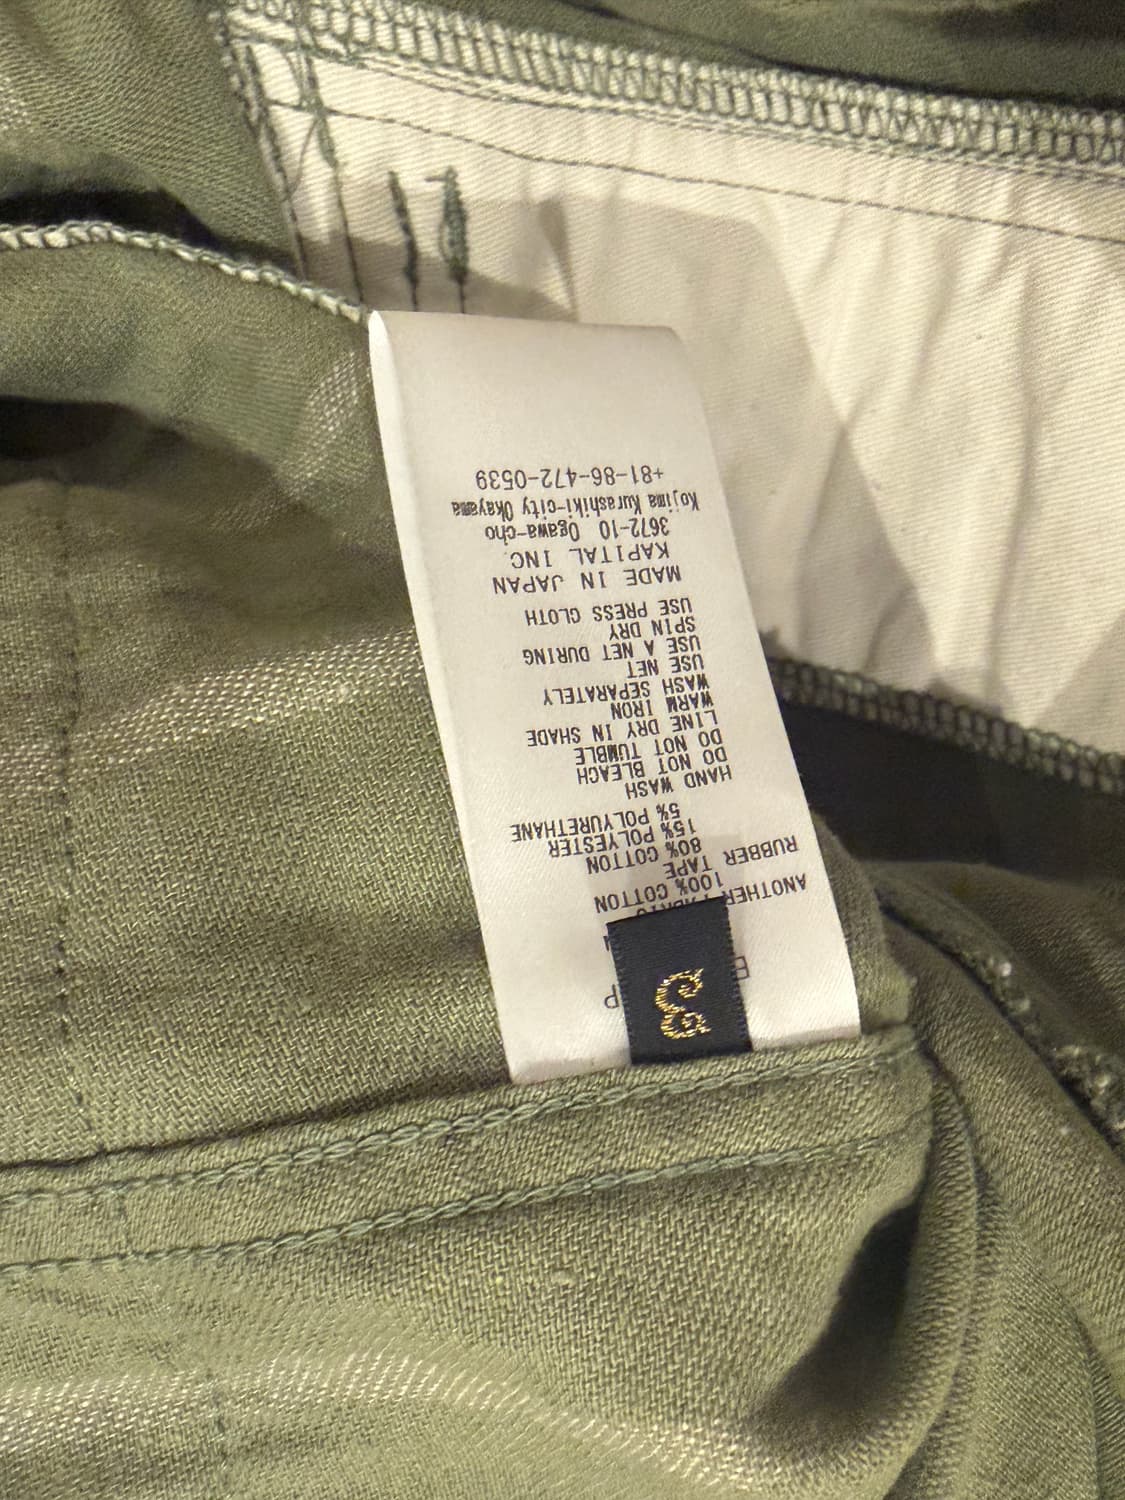 ANOTHER FABRIC
100% COTTON
RUBBER TAPE
80% COTTON
15% POLYESTER
5% POLYURETHANE
HAND WASH
DO NOT BLEACH
DO NOT TUMBLE
LINE DRY IN SHADE
WARM IRON
WASH SEPARATELY
USE NET
USE A NET DURING
SPIN DRY
USE PRESS CLOTH
MADE IN JAPAN
KAPITAL INC.
3672-10 Ogawa-cho
Kojima Kurashiki-city Okayama
+81-86-472-0539